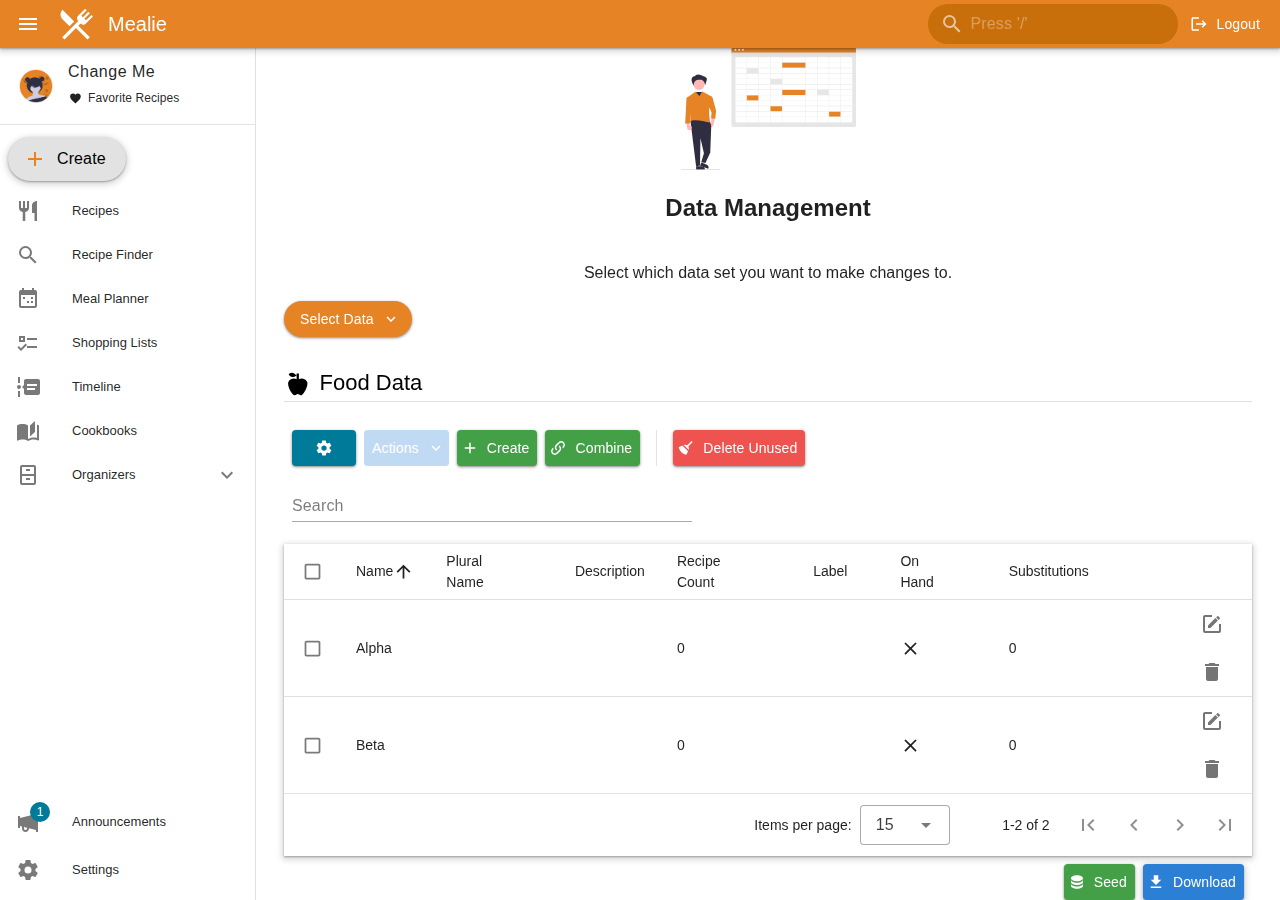 Mealie
Press '/'
Logout
Change Me
Favorite Recipes
Create
Recipes
Recipe Finder
Meal Planner
Shopping Lists
Timeline
Cookbooks
Organizers
1
Announcements
Settings
Data Management
Select which data set you want to make changes to.
Select Data
Food Data
Actions
Create
Combine
Delete Unused
Search
Name
Plural Name
Description
Recipe Count
Label
On Hand
Substitutions
Alpha 0 0
Beta 0 0
Items per page: 15 1-2 of 2
Seed
Download